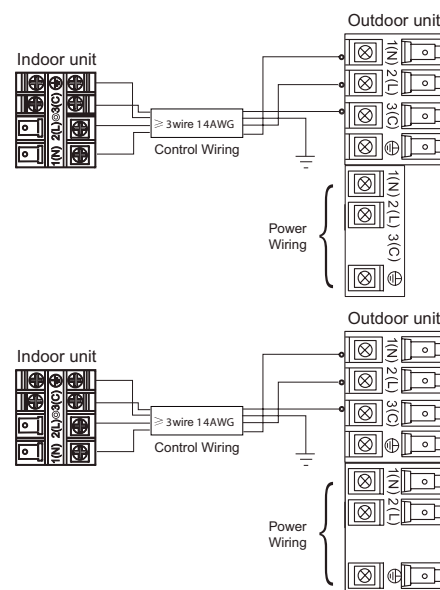 Outdoor unit
Indoor unit
1(N) 2(L) 3(C)
1(N) 2(L) 3(C)
≥ 3wire 14AWG
Control Wiring
1(N) 2(L) 3(C)
Power
Wiring
Outdoor unit
Indoor unit
1(N) 2(L) 3(C)
1(N) 2(L) 3(C)
≥ 3wire 14AWG
Control Wiring
1(N) 2(L)
Power
Wiring